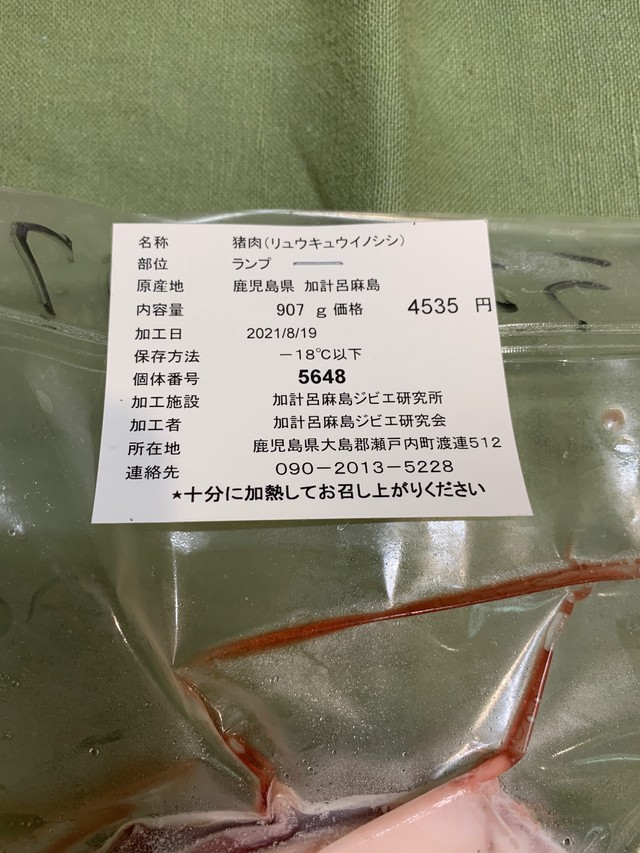 名称 猪肉(リュウキュウイノシシ)
部位 ランプ
原産地 鹿児島県 加計呂麻島
内容量 907 g 価格 4535 円
加工日 2021/8/19
保存方法 －18℃以下
個体番号 5648
加工施設 加計呂麻島ジビエ研究所
加工者 加計呂麻島ジビエ研究会
所在地 鹿児島県大島郡瀬戸内町渡連512
連絡先 090－2013－5228
★十分に加熱してお召し上がりください